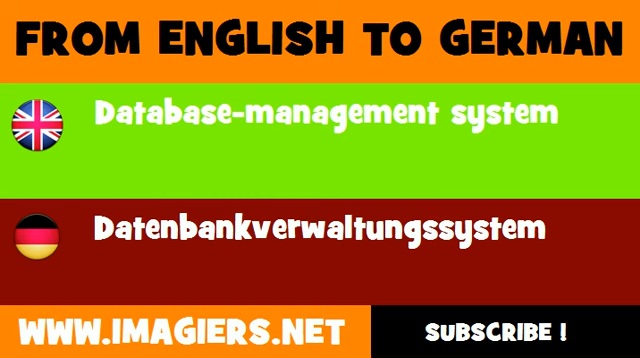 FROM ENGLISH TO GERMAN
Database-management system
Datenbankverwaltungssystem
WWW.IMAGIERS.NET
SUBSCRIBE !